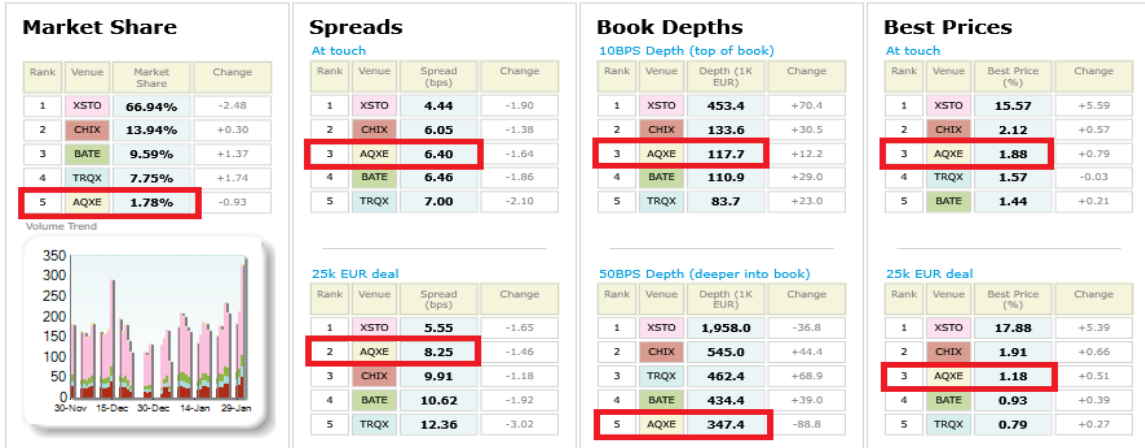 Market Share
Rank Venue Market Share Change
1 XSTO 66.94% -2.48
2 CHIX 13.94% +0.30
3 BATE 9.59% +1.37
4 TRQX 7.75% +1.74
5 AQXE 1.78% -0.93
Volume Trend
350
300
250
200
150
100
50
0
30-Nov 15-Dec 30-Dec 14-Jan 29-Jan
Spreads
At touch
Rank Venue Spread (bps) Change
1 XSTO 4.44 -1.90
2 CHIX 6.05 -1.38
3 AQXE 6.40 -1.64
4 BATE 6.46 -1.86
5 TRQX 7.00 -2.10
25k EUR deal
Rank Venue Spread (bps) Change
1 XSTO 5.55 -1.65
2 AQXE 8.25 -1.46
3 CHIX 9.91 -1.18
4 BATE 10.62 -1.92
5 TRQX 12.36 -3.02
Book Depths
10BPS Depth (top of book)
Rank Venue Depth (1K EUR) Change
1 XSTO 453.4 +70.4
2 CHIX 133.6 +30.5
3 AQXE 117.7 +12.2
4 BATE 110.9 +29.0
5 TRQX 83.7 +23.0
50BPS Depth (deeper into book)
Rank Venue Depth (1K EUR) Change
1 XSTO 1,958.0 -36.8
2 CHIX 545.0 +44.4
3 TRQX 462.4 +68.9
4 BATE 434.4 +39.0
5 AQXE 347.4 -88.8
Best Prices
At touch
Rank Venue Best Price (%) Change
1 XSTO 15.57 +5.59
2 CHIX 2.12 +0.57
3 AQXE 1.88 +0.79
4 TRQX 1.57 -0.03
5 BATE 1.44 +0.21
25k EUR deal
Rank Venue Best Price (%) Change
1 XSTO 17.88 +5.39
2 CHIX 1.91 +0.66
3 AQXE 1.18 +0.51
4 BATE 0.93 +0.39
5 TRQX 0.79 +0.27